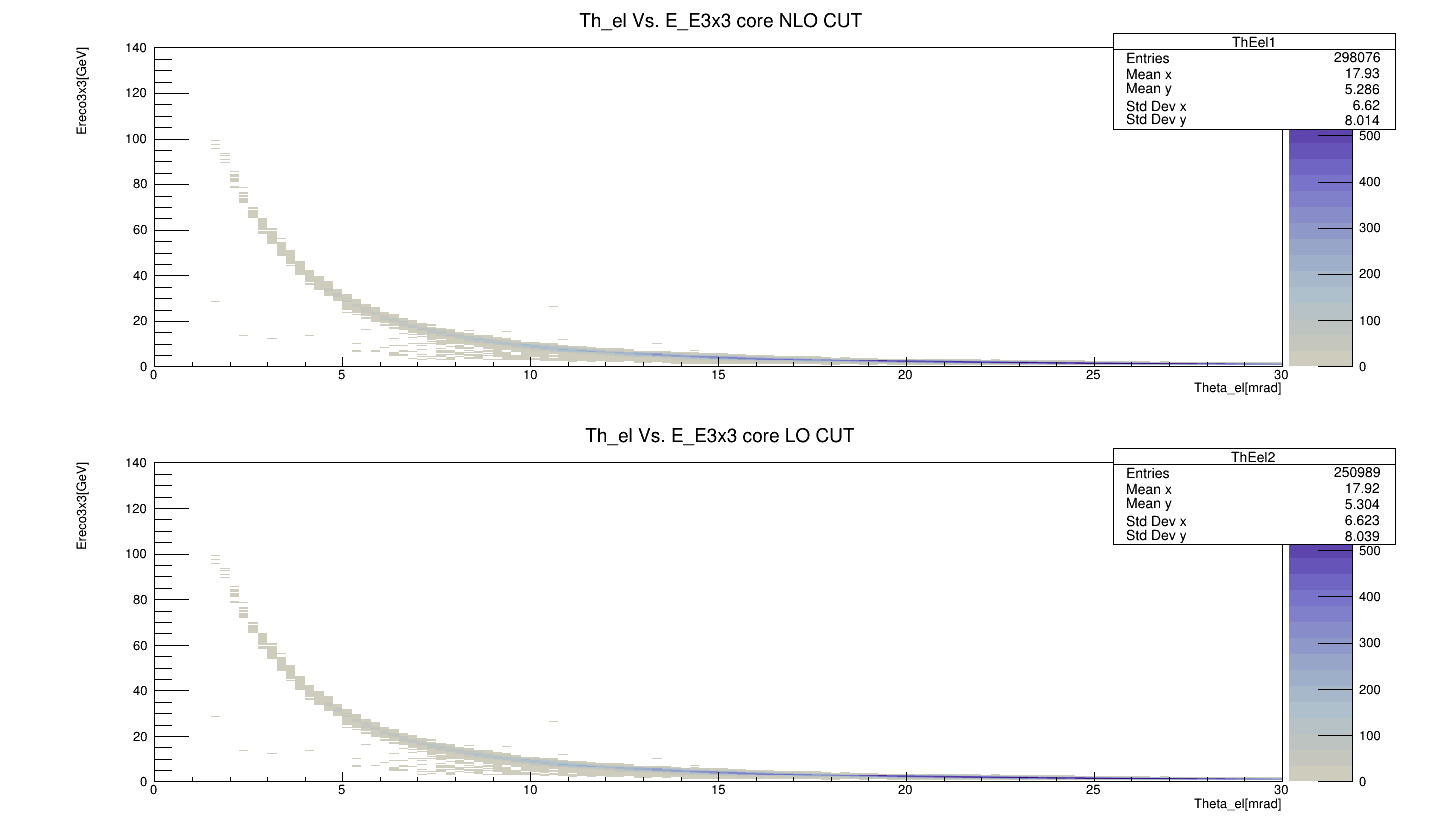 Th_el Vs. E_E3x3 core NLO CUT
Ereco3x3[GeV]
ThEel1
Entries 298076
Mean x 17.93
Mean y 5.286
Std Dev x 6.62
Std Dev y 8.014
140
120
100
80
60
40
20
0
500
400
300
200
100
0
0 5 10 15 20 25 30
Theta_el[mrad]
Th_el Vs. E_E3x3 core LO CUT
Ereco3x3[GeV]
ThEel2
Entries 250989
Mean x 17.92
Mean y 5.304
Std Dev x 6.623
Std Dev y 8.039
140
120
100
80
60
40
20
0
500
400
300
200
100
0
0 5 10 15 20 25 30
Theta_el[mrad]